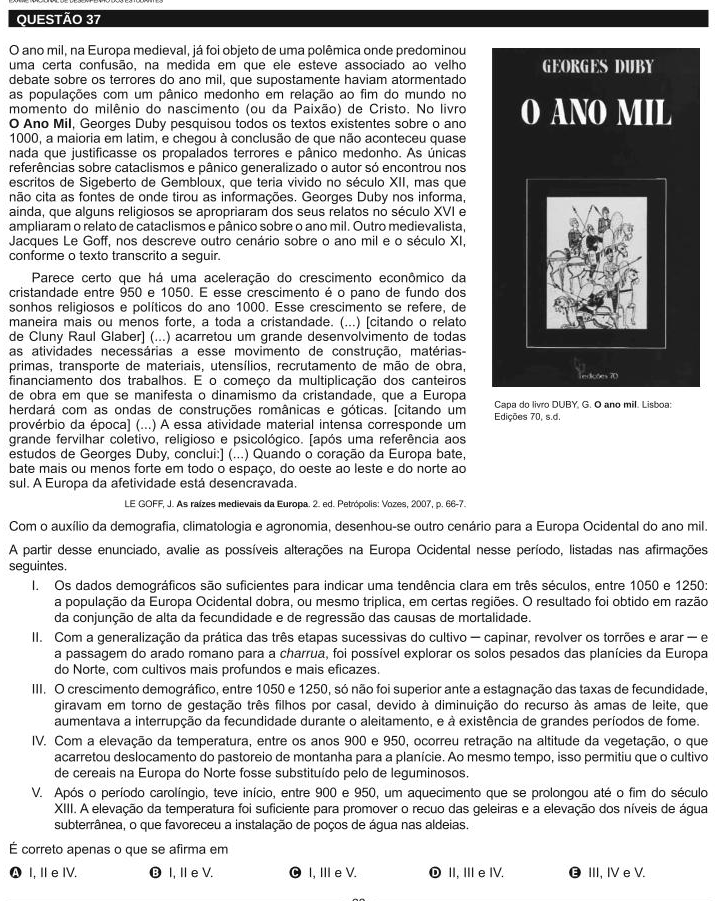 EXAME NACIONAL DE DESEMPENHO DOS ESTUDANTES
QUESTÃO 37
O ano mil, na Europa medieval, já foi objeto de uma polêmica onde predominou
uma certa confusão, na medida em que ele esteve associado ao velho
debate sobre os terrores do ano mil, que supostamente haviam atormentado
as populações com um pânico medonho em relação ao fim do mundo no
momento do milênio do nascimento (ou da Paixão) de Cristo. No livro
O Ano Mil, Georges Duby pesquisou todos os textos existentes sobre o ano
1000, a maioria em latim, e chegou à conclusão de que não aconteceu quase
nada que justificasse os propalados terrores e pânico medonho. As únicas
referências sobre cataclismos e pânico generalizado o autor só encontrou nos
escritos de Sigeberto de Gembloux, que teria vivido no século XII, mas que
não cita as fontes de onde tirou as informações. Georges Duby nos informa,
ainda, que alguns religiosos se apropriaram dos seus relatos no século XVI e
ampliaram o relato de cataclismos e pânico sobre o ano mil. Outro medievalista,
Jacques Le Goff, nos descreve outro cenário sobre o ano mil e o século XI,
conforme o texto transcrito a seguir.
Parece certo que há uma aceleração do crescimento econômico da
cristandade entre 950 e 1050. E esse crescimento é o pano de fundo dos
sonhos religiosos e políticos do ano 1000. Esse crescimento se refere, de
maneira mais ou menos forte, a toda a cristandade. (...) [citando o relato
de Cluny Raul Glaber] (...) acarretou um grande desenvolvimento de todas
as atividades necessárias a esse movimento de construção, matérias-
primas, transporte de materiais, utensílios, recrutamento de mão de obra,
financiamento dos trabalhos. E o começo da multiplicação dos canteiros
de obra em que se manifesta o dinamismo da cristandade, que a Europa
herdará com as ondas de construções românicas e góticas. [citando um
provérbio da época] (...) A essa atividade material intensa corresponde um
grande fervilhar coletivo, religioso e psicológico. [após uma referência aos
estudos de Georges Duby, conclui:] (...) Quando o coração da Europa bate,
bate mais ou menos forte em todo o espaço, do oeste ao leste e do norte ao
sul. A Europa da afetividade está desencravada.
LE GOFF, J. As raízes medievais da Europa. 2. ed. Petrópolis: Vozes, 2007, p. 66-7.
GEORGES DUBY
O ANO MIL
edições 70
Capa do livro DUBY, G. O ano mil. Lisboa:
Edições 70, s.d.
Com o auxílio da demografia, climatologia e agronomia, desenhou-se outro cenário para a Europa Ocidental do ano mil.
A partir desse enunciado, avalie as possíveis alterações na Europa Ocidental nesse período, listadas nas afirmações
seguintes.
I. Os dados demográficos são suficientes para indicar uma tendência clara em três séculos, entre 1050 e 1250:
a população da Europa Ocidental dobra, ou mesmo triplica, em certas regiões. O resultado foi obtido em razão
da conjunção de alta da fecundidade e de regressão das causas de mortalidade.
II. Com a generalização da prática das três etapas sucessivas do cultivo — capinar, revolver os torrões e arar — e
a passagem do arado romano para a charrua, foi possível explorar os solos pesados das planícies da Europa
do Norte, com cultivos mais profundos e mais eficazes.
III. O crescimento demográfico, entre 1050 e 1250, só não foi superior ante a estagnação das taxas de fecundidade,
giravam em torno de gestação três filhos por casal, devido à diminuição do recurso às amas de leite, que
aumentava a interrupção da fecundidade durante o aleitamento, e à existência de grandes períodos de fome.
IV. Com a elevação da temperatura, entre os anos 900 e 950, ocorreu retração na altitude da vegetação, o que
acarretou deslocamento do pastoreio de montanha para a planície. Ao mesmo tempo, isso permitiu que o cultivo
de cereais na Europa do Norte fosse substituído pelo de leguminosos.
V. Após o período carolíngio, teve início, entre 900 e 950, um aquecimento que se prolongou até o fim do século
XIII. A elevação da temperatura foi suficiente para promover o recuo das geleiras e a elevação dos níveis de água
subterrânea, o que favoreceu a instalação de poços de água nas aldeias.
É correto apenas o que se afirma em
A I, II e IV. B I, II e V. C I, III e V. D II, III e IV. E III, IV e V.